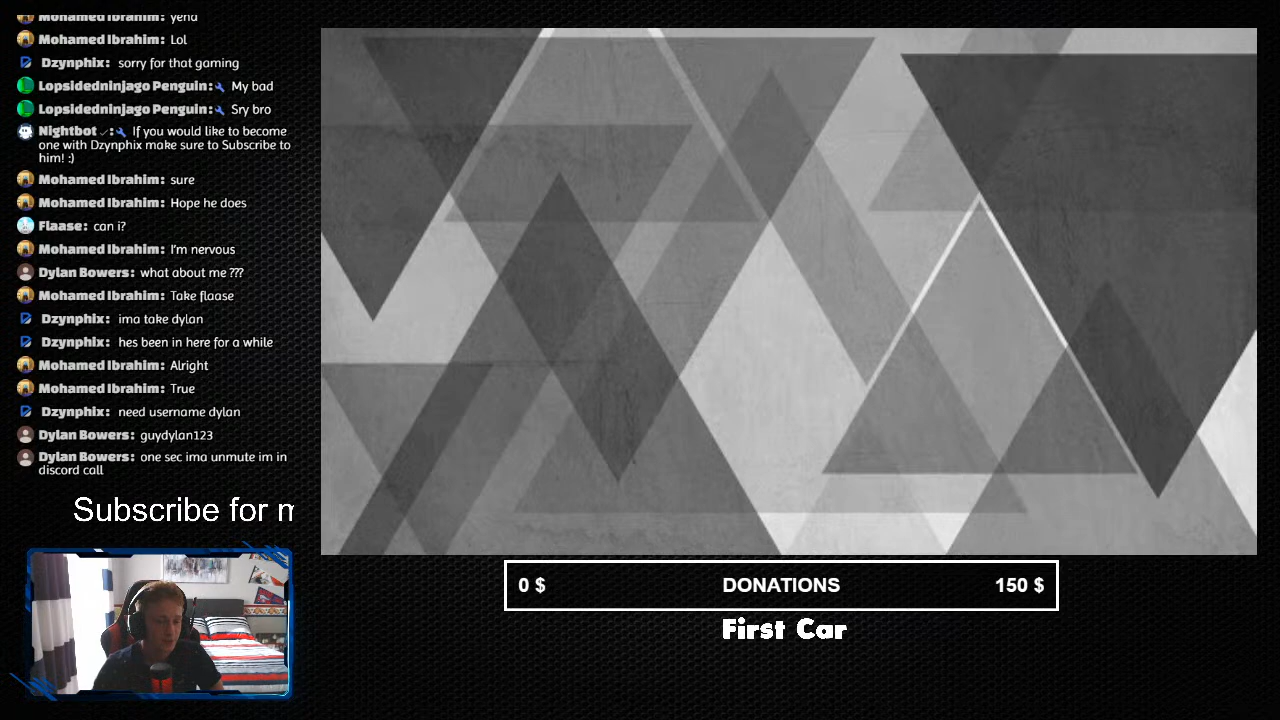 Mohamed Ibrahim: yeha
Mohamed Ibrahim: Lol
Dzynphix: sorry for that gaming
Lopsidedninjago Penguin: My bad
Lopsidedninjago Penguin: Sry bro
Nightbot ✓: If you would like to become
one with Dzynphix make sure to Subscribe to
him! :)
Mohamed Ibrahim: sure
Mohamed Ibrahim: Hope he does
Flaase: can i?
Mohamed Ibrahim: I'm nervous
Dylan Bowers: what about me ???
Mohamed Ibrahim: Take flaase
Dzynphix: ima take dylan
Dzynphix: hes been in here for a while
Mohamed Ibrahim: Alright
Mohamed Ibrahim: True
Dzynphix: need username dylan
Dylan Bowers: guydylan123
Dylan Bowers: one sec ima unmute im in
discord call
Subscribe for m
0 $ DONATIONS 150 $
First Car